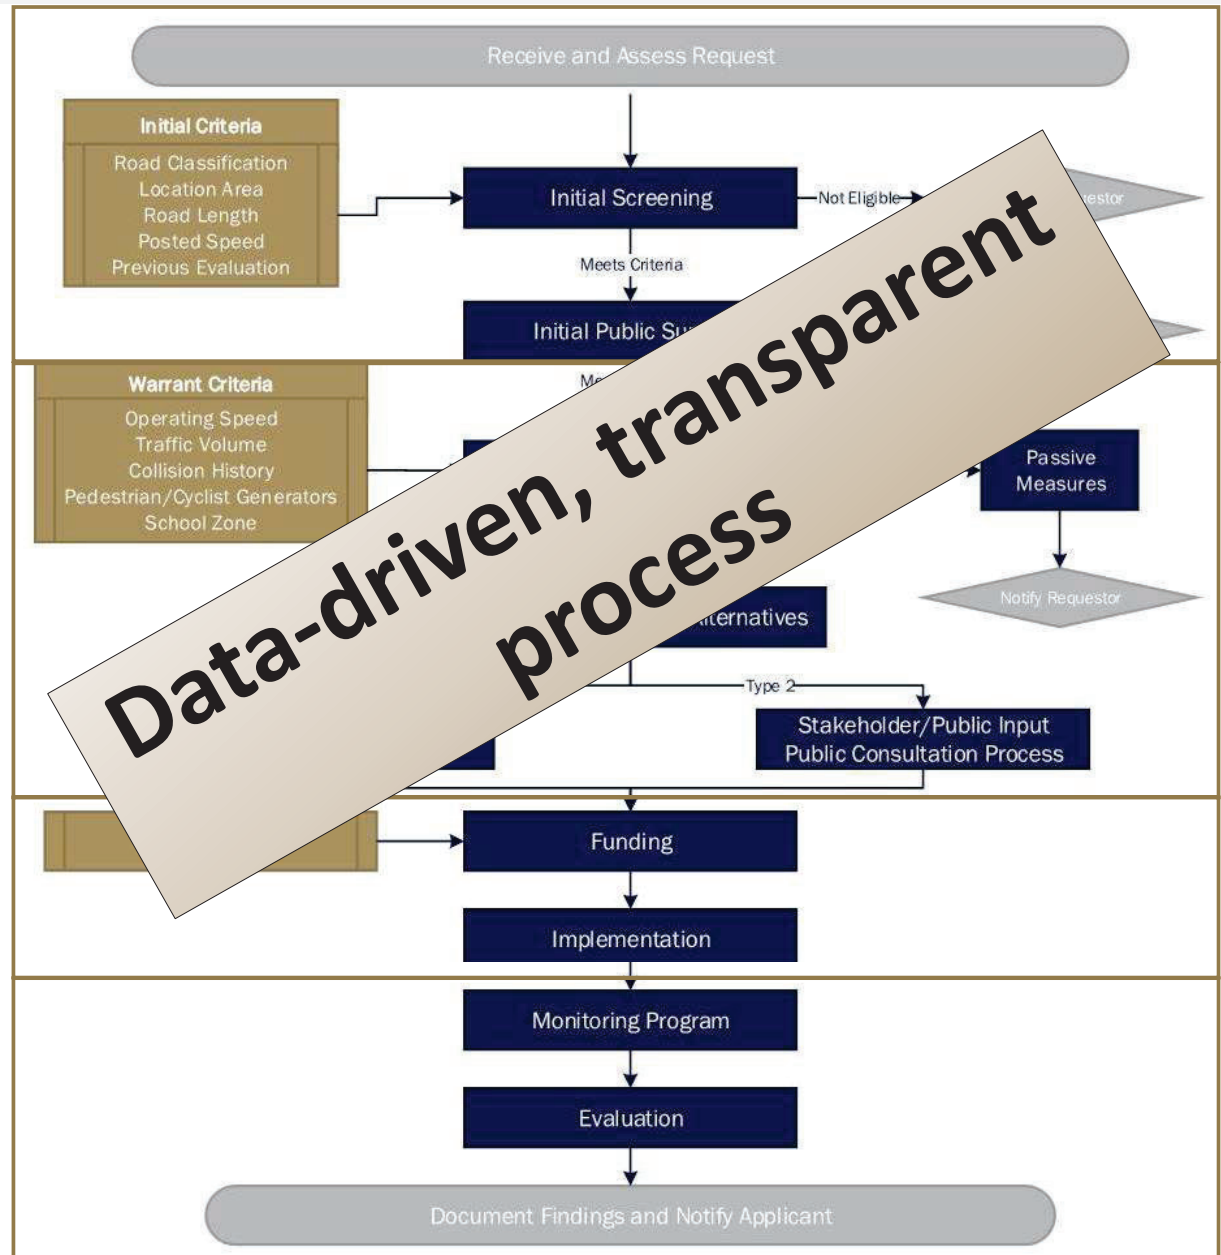 Receive and Assess Request
Initial Criteria
Road Classification
Location Area
Road Length
Posted Speed
Previous Evaluation
Initial Screening
Not Eligible
Meets Criteria
Initial Public
Warrant Criteria
Operating Speed
Traffic Volume
Collision History
Pedestrian/Cyclist Generators
School Zone
Passive
Measures
Notify Requestor
Data-driven, transparent
process
Type 2
Stakeholder/Public Input
Public Consultation Process
Funding
Implementation
Monitoring Program
Evaluation
Document Findings and Notify Applicant